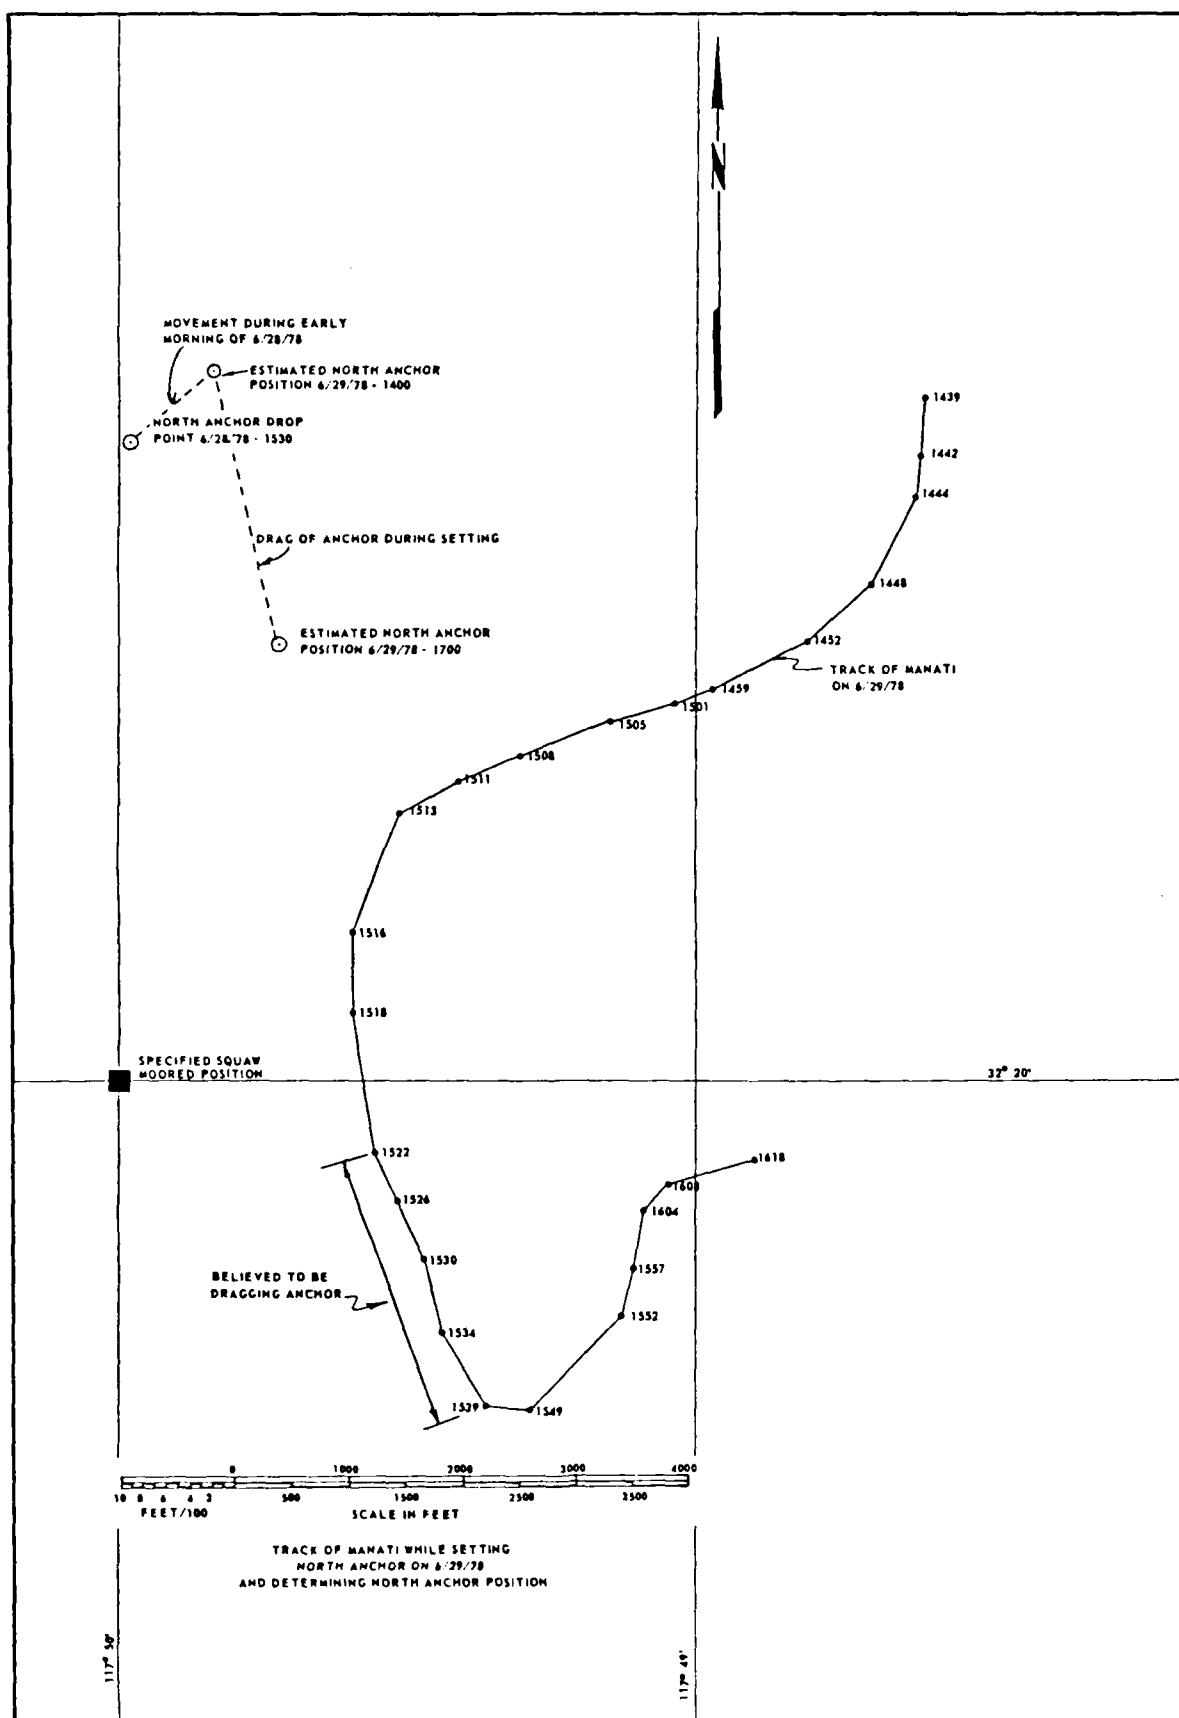 N
MOVEMENT DURING EARLY
MORNING OF 6/28/78
ESTIMATED NORTH ANCHOR
POSITION 6/29/78 - 1400
NORTH ANCHOR DROP
POINT 6/28/78 - 1530
DRAG OF ANCHOR DURING SETTING
ESTIMATED NORTH ANCHOR
POSITION 6/29/78 - 1700
1439
1442
1444
1448
1452
TRACK OF MANATI
ON 6/29/78
1459
1501
1505
1508
1511
1513
1516
1518
SPECIFIED SQUAW
MOORED POSITION
32° 20'
1522
1526
1530
1534
1539
1549
1552
1557
1604
1608
1618
BELIEVED TO BE
DRAGGING ANCHOR
0 1000 2000 3000 4000
10 8 6 4 2 500 1500 2500 3500
FEET/100 SCALE IN FEET
TRACK OF MANATI WHILE SETTING
NORTH ANCHOR ON 6/29/78
AND DETERMINING NORTH ANCHOR POSITION
117° 50'
117° 49'